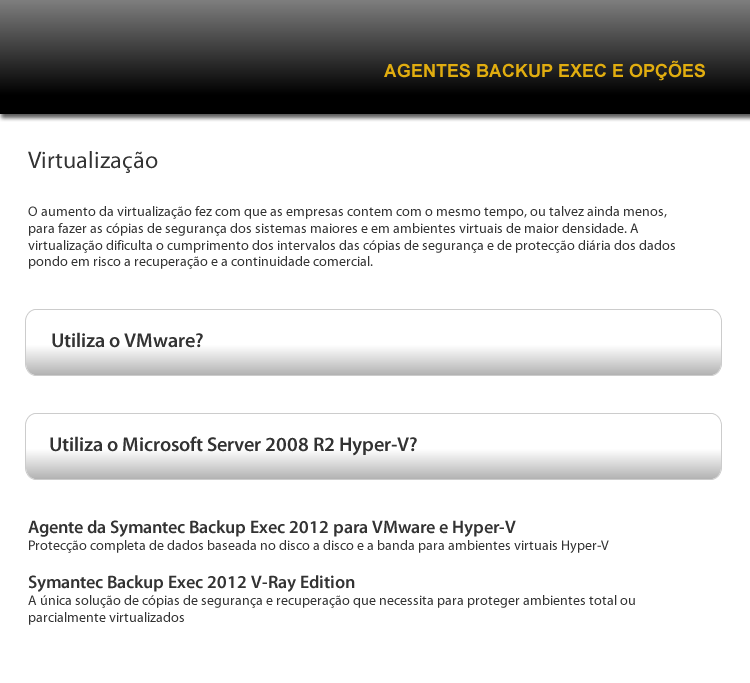 AGENTES BACKUP EXEC E OPÇÕES
Virtualização
O aumento da virtualização fez com que as empresas contem com o mesmo tempo, ou talvez ainda menos,
para fazer as cópias de segurança dos sistemas maiores e em ambientes virtuais de maior densidade. A
virtualização dificulta o cumprimento dos intervalos das cópias de segurança e de protecção diária dos dados
pondo em risco a recuperação e a continuidade comercial.
Utiliza o VMware?
Utiliza o Microsoft Server 2008 R2 Hyper-V?
Agente da Symantec Backup Exec 2012 para VMware e Hyper-V
Protecção completa de dados baseada no disco a disco e a banda para ambientes virtuais Hyper-V
Symantec Backup Exec 2012 V-Ray Edition
A única solução de cópias de segurança e recuperação que necessita para proteger ambientes total ou
parcialmente virtualizados